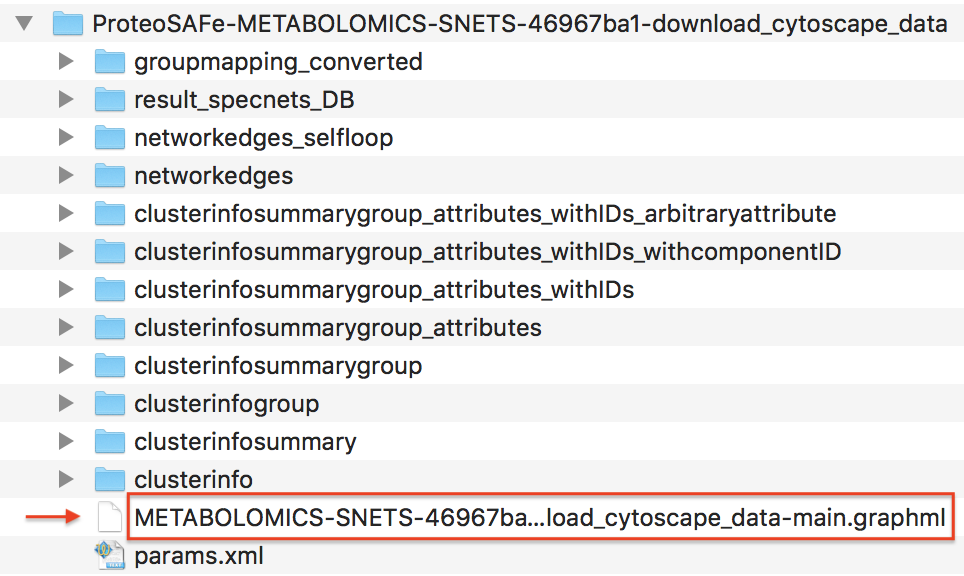 ProteoSAFe-METABOLOMICS-SNETS-46967ba1-download_cytoscape_data
groupmapping_converted
result_specnets_DB
networkedges_selfloop
networkedges
clusterinfosummarygroup_attributes_withIDs_arbitraryattribute
clusterinfosummarygroup_attributes_withIDs_withcomponentID
clusterinfosummarygroup_attributes_withIDs
clusterinfosummarygroup_attributes
clusterinfosummarygroup
clusterinfogroup
clusterinfosummary
clusterinfo
METABOLOMICS-SNETS-46967ba...load_cytoscape_data-main.graphml
params.xml